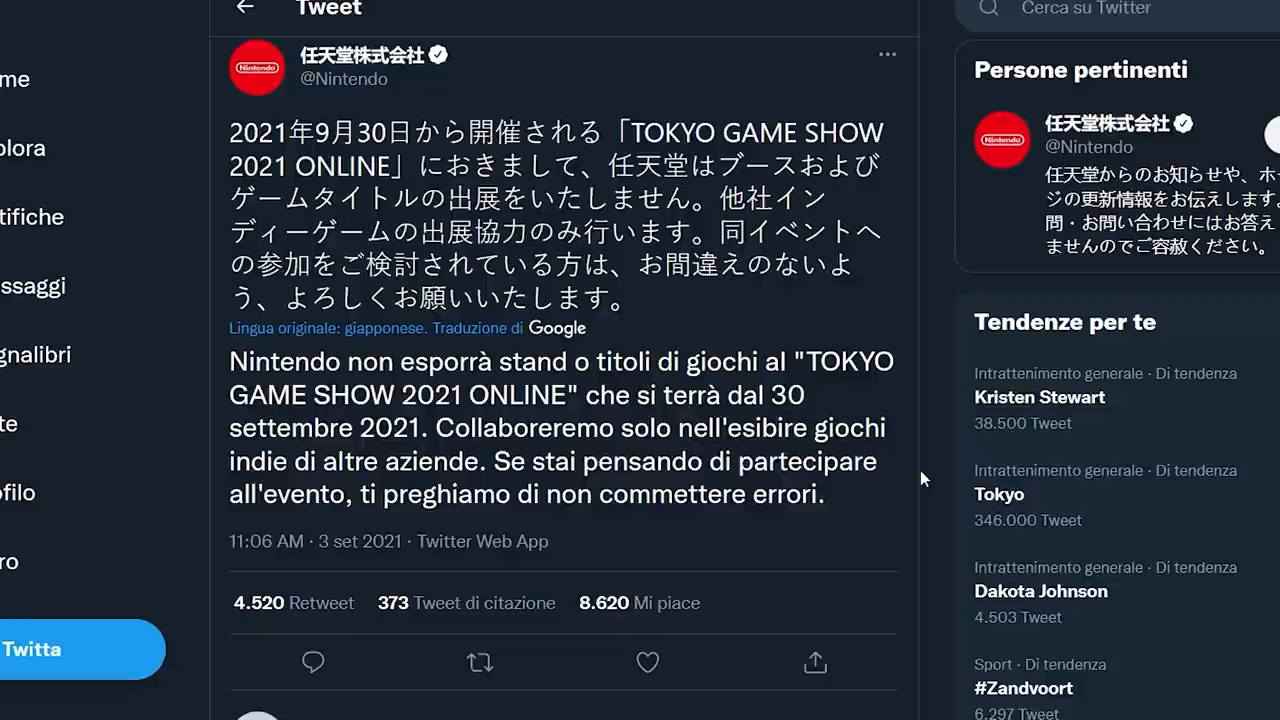 Tweet
Cerca su Twitter
Nintendo
任天堂株式会社
@Nintendo
2021年9月30日から開催される「TOKYO GAME SHOW
2021 ONLINE」におきまして、任天堂はブースおよび
ゲームタイトルの出展をいたしません。他社イン
ディーゲームの出展協力のみ行います。同イベントへ
の参加をご検討されている方は、お間違えのないよ
う、よろしくお願いいたします。
Lingua originale: giapponese. Traduzione di Google
Nintendo non esporrà stand o titoli di giochi al "TOKYO
GAME SHOW 2021 ONLINE" che si terrà dal 30
settembre 2021. Collaboreremo solo nell'esibire giochi
indie di altre aziende. Se stai pensando di partecipare
all'evento, ti preghiamo di non commettere errori.
11:06 AM · 3 set 2021 · Twitter Web App
4.520 Retweet 373 Tweet di citazione 8.620 Mi piace
me
plora
tifiche
ssaggi
gnalibri
te
ofilo
ro
Twitta
Persone pertinenti
Nintendo
任天堂株式会社
@Nintendo
任天堂からのお知らせや、ホー
ジの更新情報をお伝えします。
問・お問い合わせにはお答え
ませんのでご容赦ください。
Tendenze per te
Intrattenimento generale · Di tendenza
Kristen Stewart
38.500 Tweet
Intrattenimento generale · Di tendenza
Tokyo
346.000 Tweet
Intrattenimento generale · Di tendenza
Dakota Johnson
4.503 Tweet
Sport · Di tendenza
#Zandvoort
6.297 Tweet